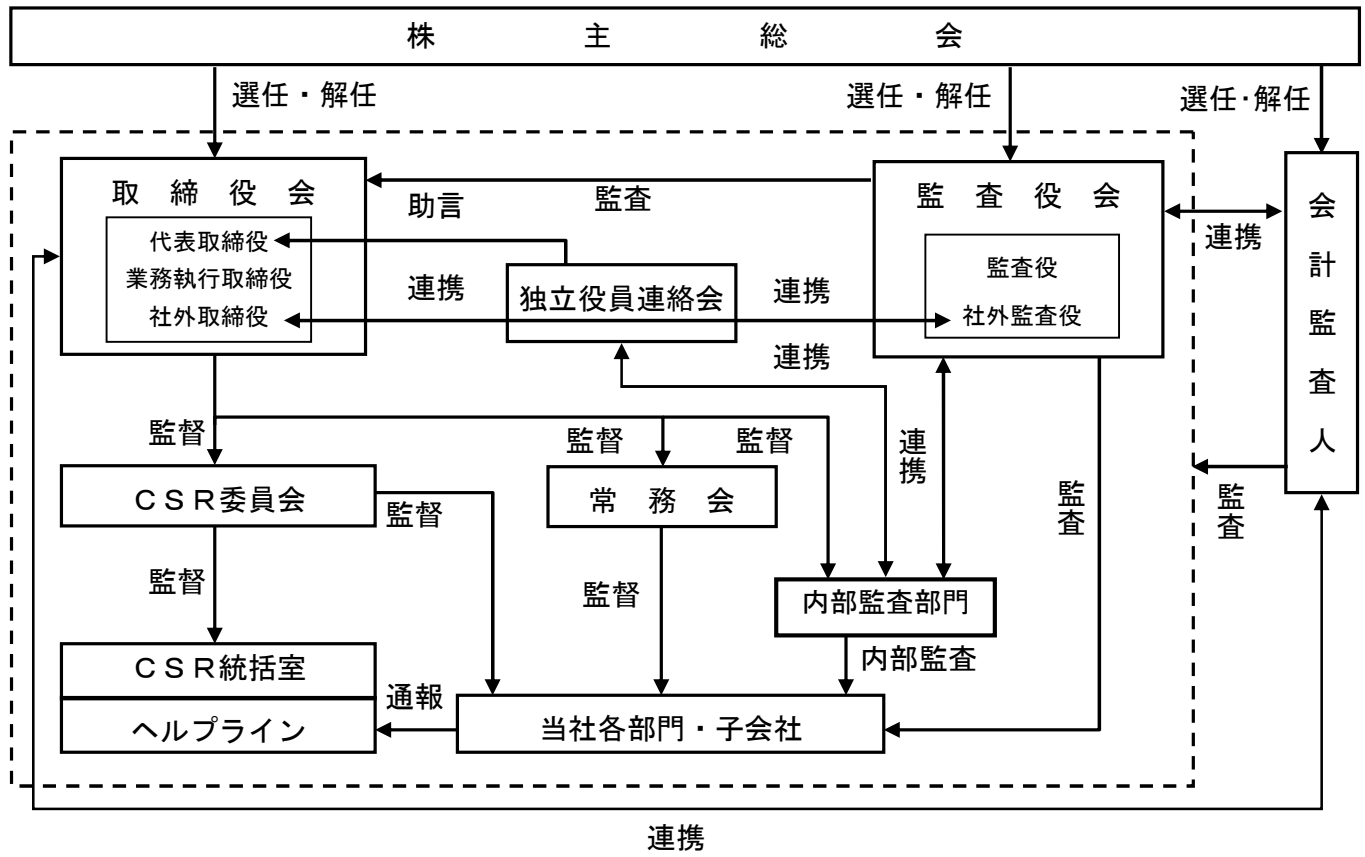 株主総会
選任・解任
選任・解任
選任・解任
取締役会
代表取締役
業務執行取締役
社外取締役
助言
監査
監査役会
監査役
社外監査役
連携
会計監査人
連携
独立役員連絡会
連携
連携
監督
監督
監督
連携
監査
監査
CSR委員会
監督
常務会
監督
監督
内部監査部門
内部監査
CSR統括室
ヘルプライン
通報
当社各部門・子会社
連携